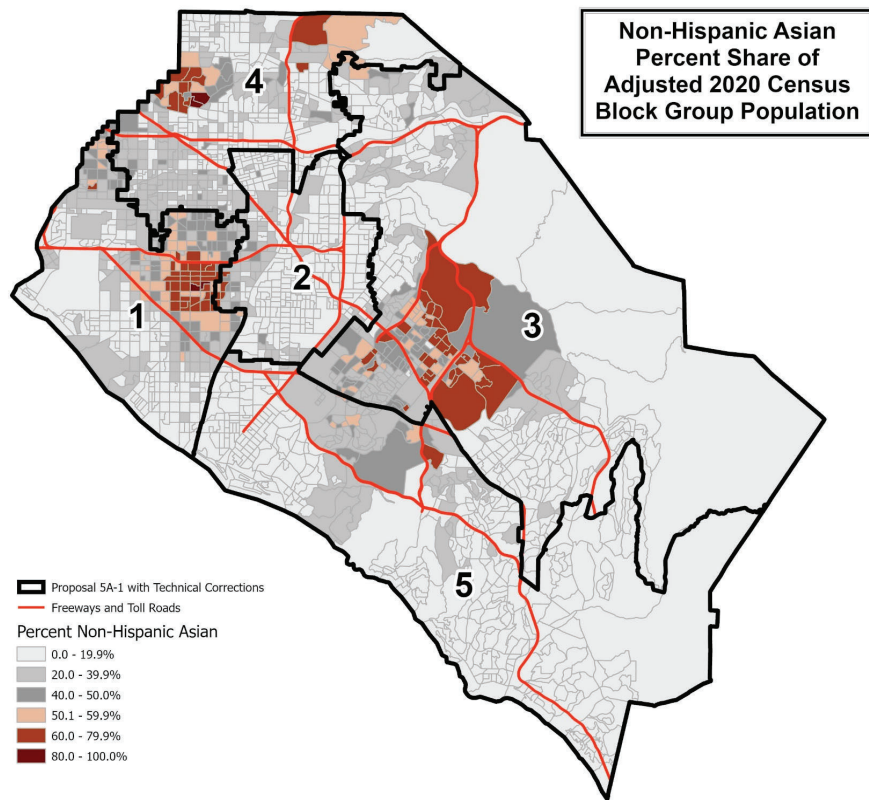 Non-Hispanic Asian
Percent Share of
Adjusted 2020 Census
Block Group Population
4
2
1
3
5
Proposal 5A-1 with Technical Corrections
Freeways and Toll Roads
Percent Non-Hispanic Asian
0.0 - 19.9%
20.0 - 39.9%
40.0 - 50.0%
50.1 - 59.9%
60.0 - 79.9%
80.0 - 100.0%